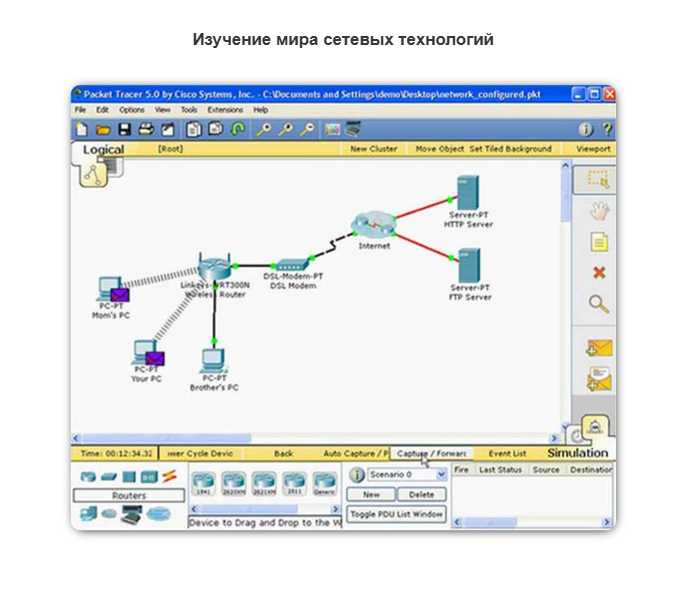 Изучение мира сетевых технологий
Packet Tracer 5.0 by Cisco Systems, Inc. - C:\Documents and Settings\demo\Desktop\network_configured.pkt
File Edit Options View Tools Extensions Help
Logical [Root] New Cluster Move Object Set Tiled Background Viewport
Server-PT
HTTP Server
Internet
DSL-Modem-PT
DSL Modem
Linksys-WRT300N
Wireless Router
Server-PT
FTP Server
PC-PT
Mom's PC
PC-PT
Your PC
PC-PT
Brother's PC
Time: 00:12:34.32 wer Cycle Devic Back Auto Capture / P Capture / Forward Event List Simulation
Routers
1841 2620XM 2621XM 2811 Generic
Device to Drag and Drop to the W
Scenario 0
New Delete
Toggle PDU List Window
Fire Last Status Source Destination